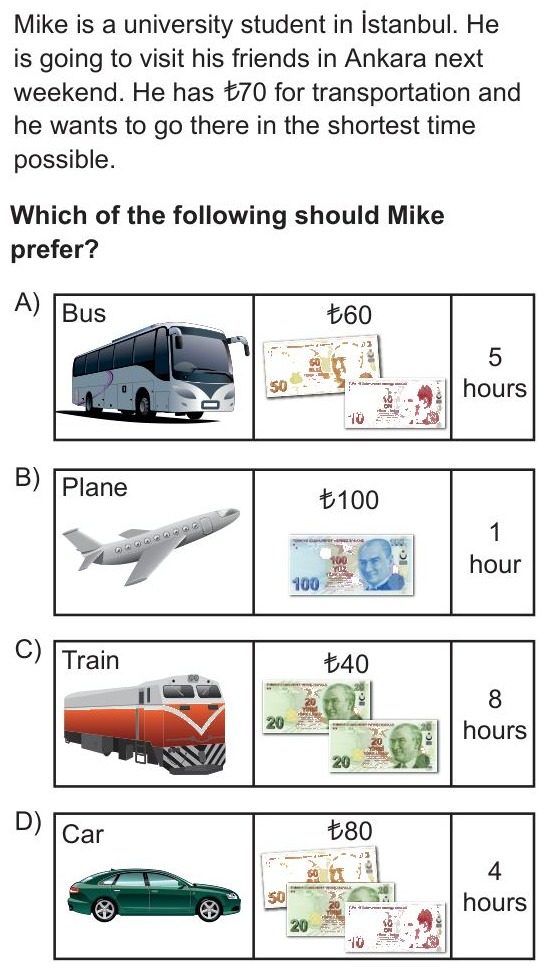 Mike is a university student in İstanbul. He
is going to visit his friends in Ankara next
weekend. He has ₺70 for transportation and
he wants to go there in the shortest time
possible.
Which of the following should Mike
prefer?
A) Bus
₺60
50
10
5
hours
B) Plane
₺100
100
1
hour
C) Train
₺40
20
20
8
hours
D) Car
₺80
50
20
10
4
hours